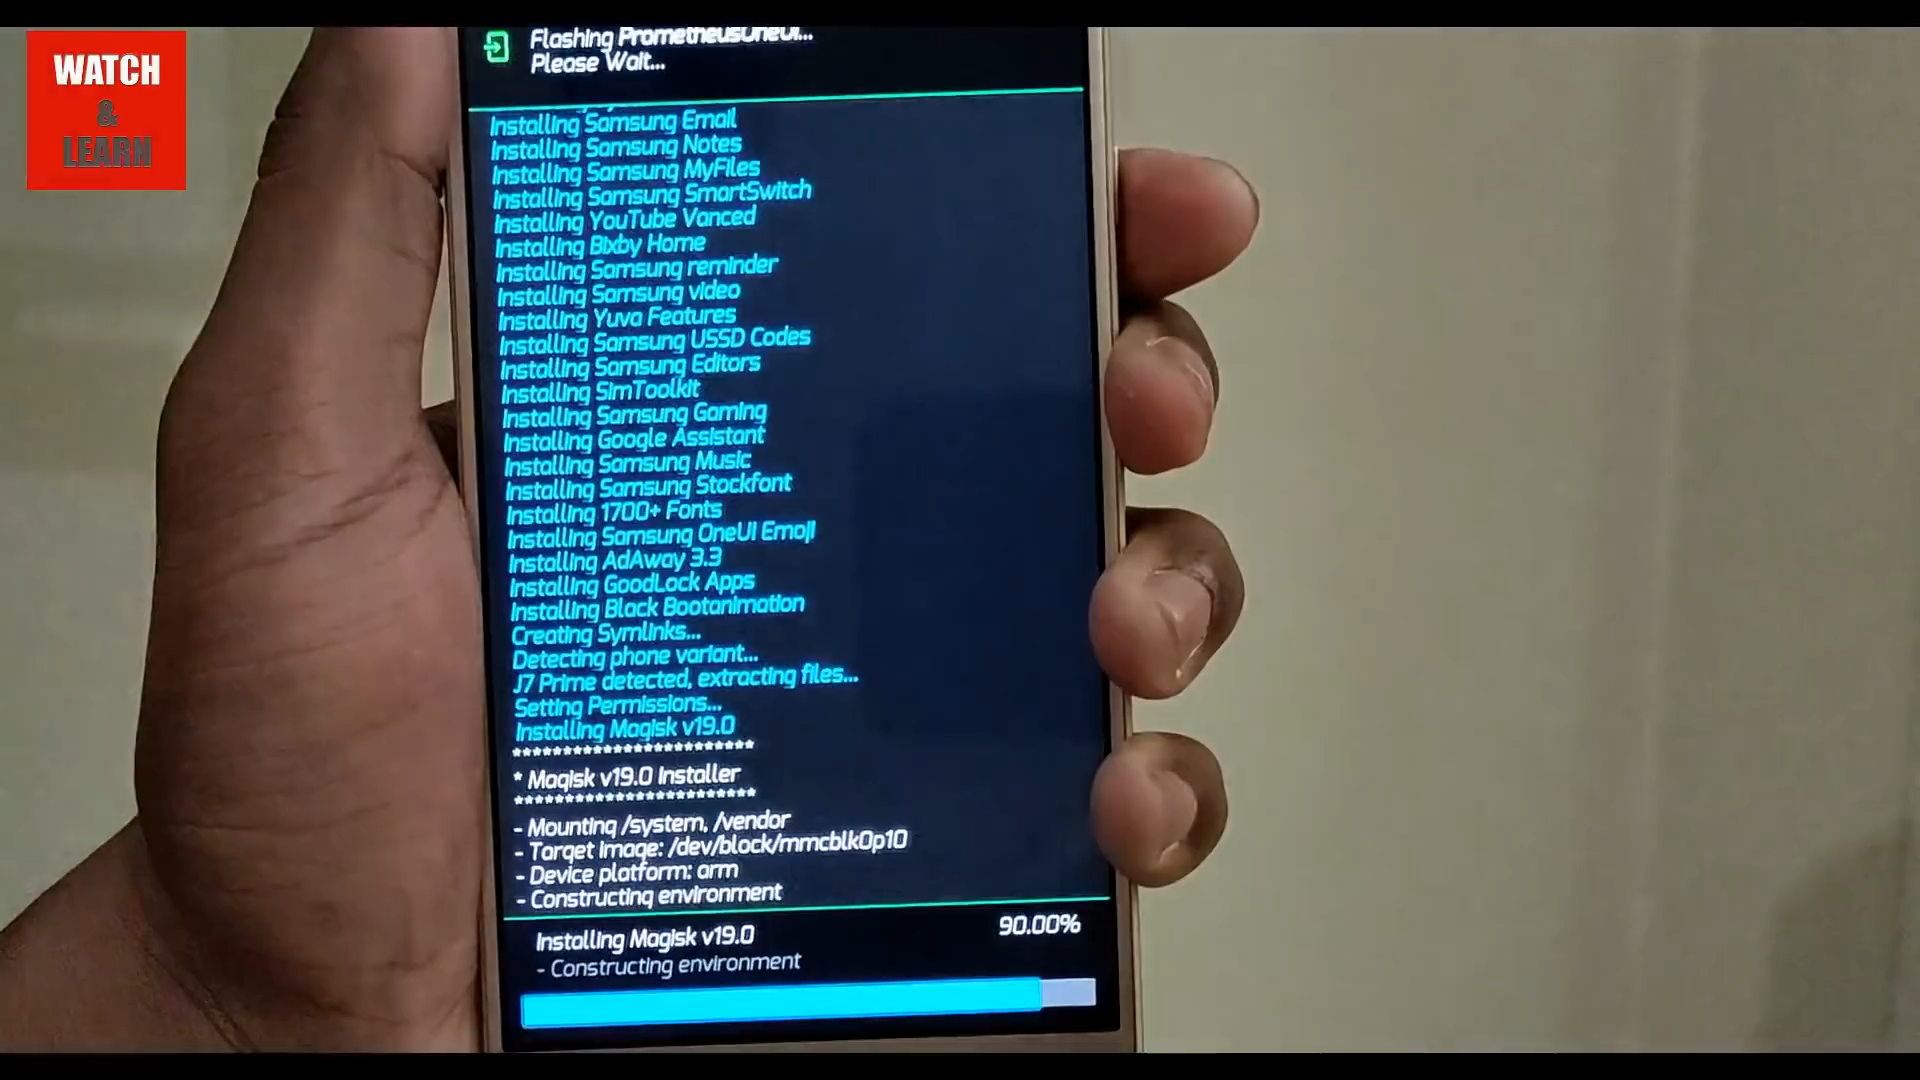 WATCH
&
LEARN
Flashing PrometheusOneUI...
Please Wait...
Installing Samsung Email
Installing Samsung Notes
Installing Samsung MyFiles
Installing Samsung SmartSwitch
Installing YouTube Vanced
Installing Bixby Home
Installing Samsung reminder
Installing Samsung video
Installing Yuva Features
Installing Samsung USSD Codes
Installing Samsung Editors
Installing SimToolkit
Installing Samsung Gaming
Installing Google Assistant
Installing Samsung Music
Installing Samsung Stockfont
Installing 1700+ Fonts
Installing Samsung OneUI Emoji
Installing AdAway 3.3
Installing GoodLock Apps
Installing Black Bootanimation
Creating Symlinks...
Detecting phone variant...
J7 Prime detected, extracting files...
Setting Permissions...
Installing Magisk v19.0
************************
* Magisk v19.0 Installer
************************
- Mounting /system, /vendor
- Target image: /dev/block/mmcblk0p10
- Device platform: arm
- Constructing environment
Installing Magisk v19.0 90.00%
- Constructing environment